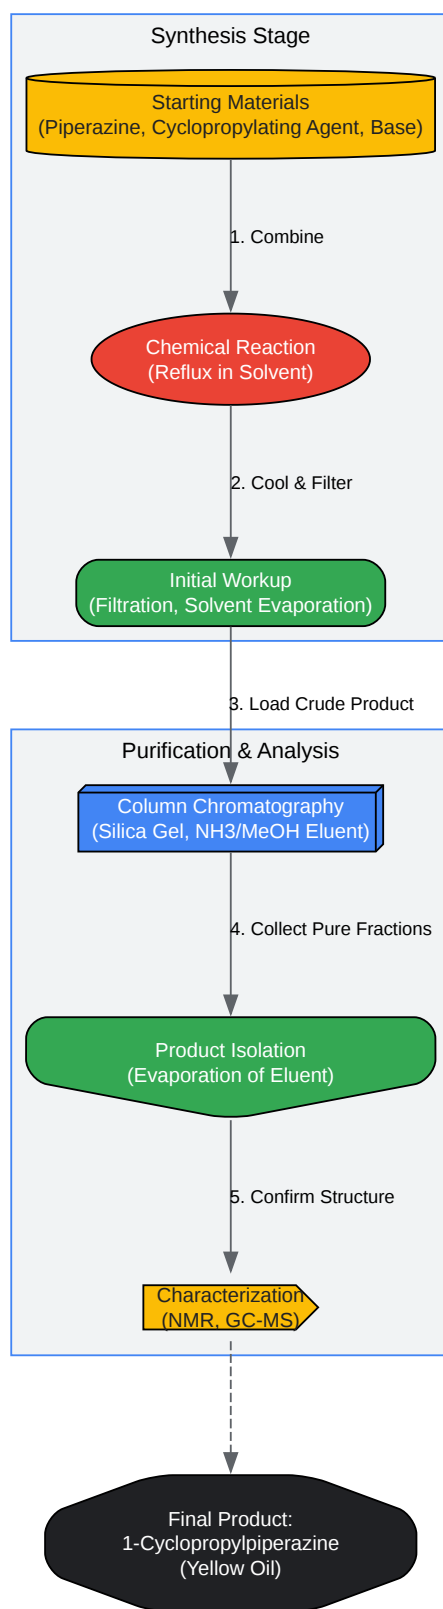 Synthesis Stage
Starting Materials
(Piperazine, Cyclopropylating Agent, Base)
1. Combine
Chemical Reaction
(Reflux in Solvent)
2. Cool & Filter
Initial Workup
(Filtration, Solvent Evaporation)
3. Load Crude Product
Purification & Analysis
Column Chromatography
(Silica Gel, NH3/MeOH Eluent)
4. Collect Pure Fractions
Product Isolation
(Evaporation of Eluent)
5. Confirm Structure
Characterization
(NMR, GC-MS)
Final Product:
1-Cyclopropylpiperazine
(Yellow Oil)